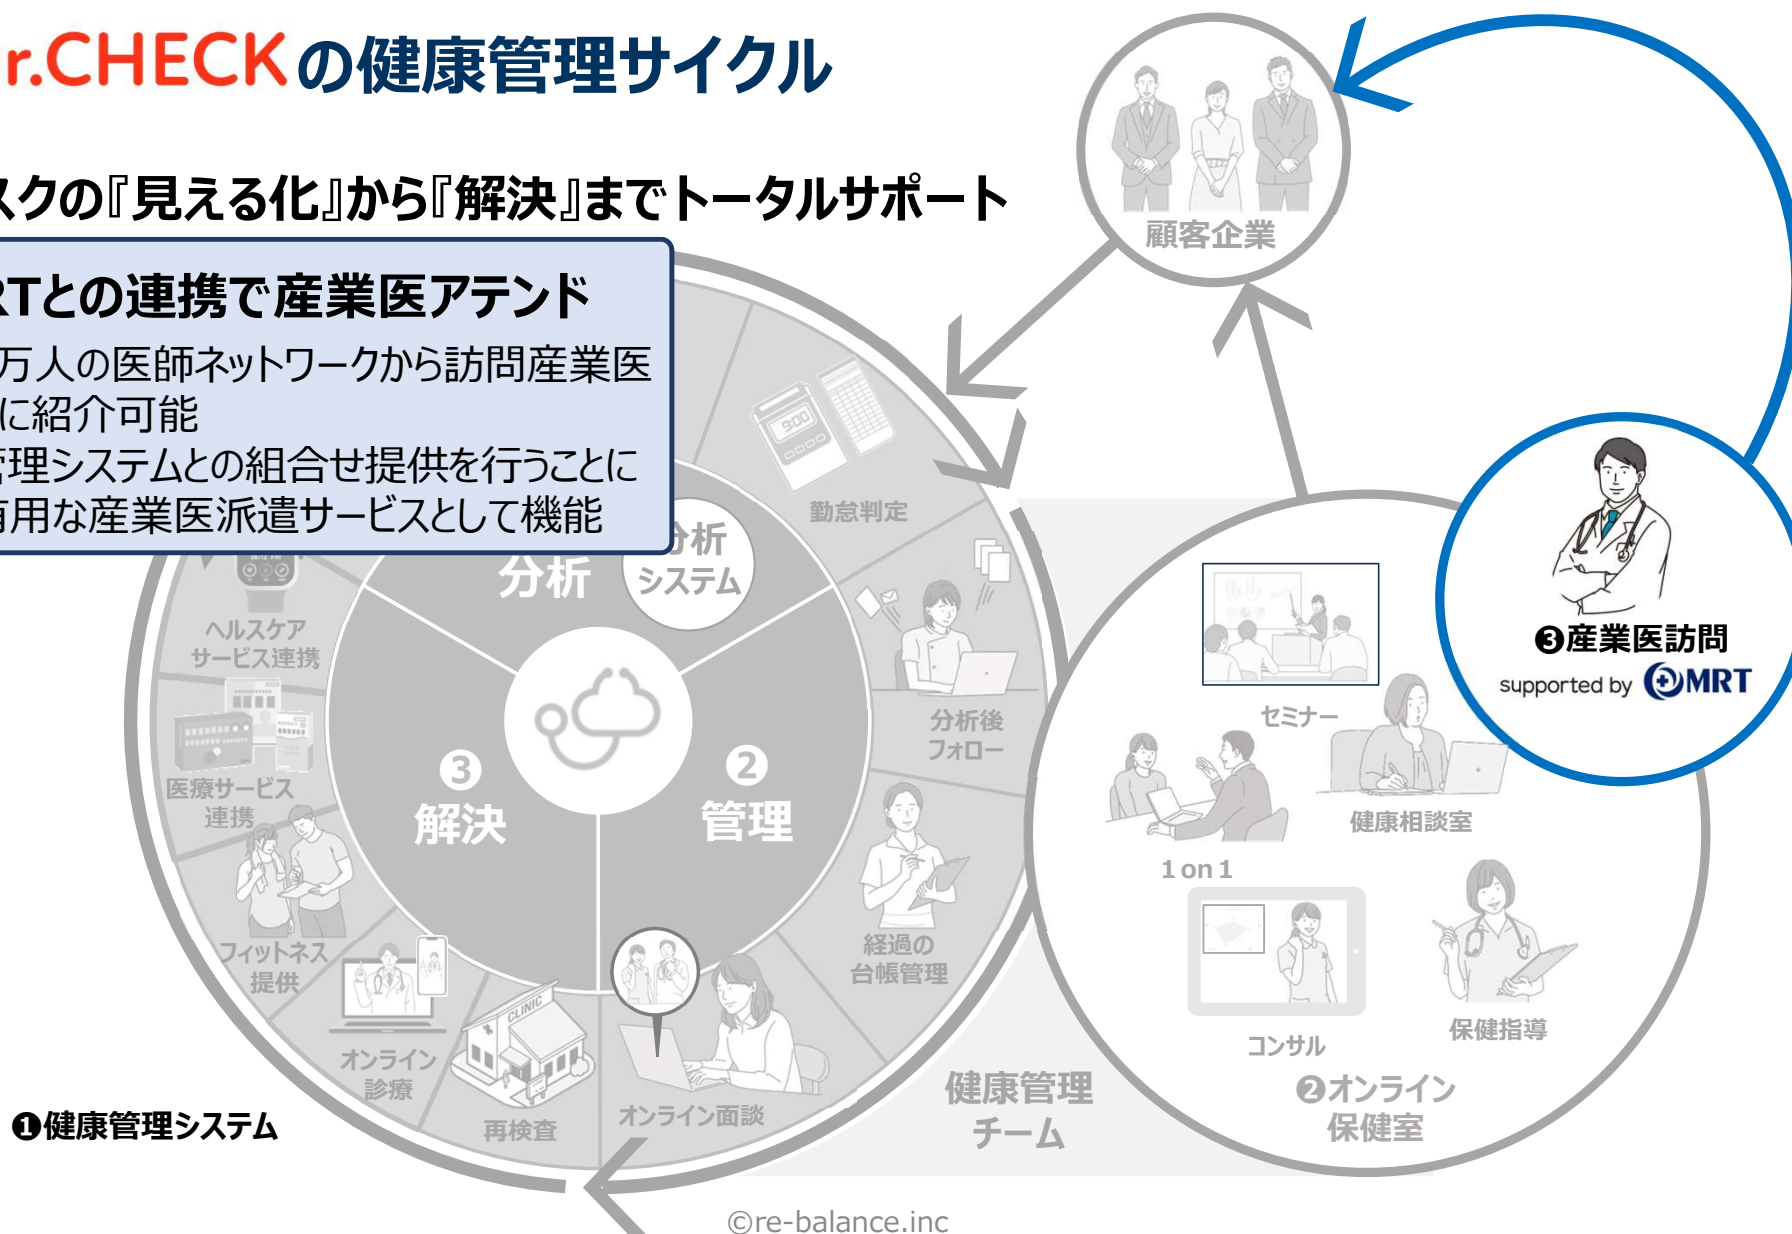 r.CHECKの健康管理サイクル
スクの『見える化』から『解決』までトータルサポート
RTとの連携で産業医アテンド
万人の医師ネットワークから訪問産業医
に紹介可能
管理システムとの組合せ提供を行うことに
有用な産業医派遣サービスとして機能
顧客企業
9:00
勤怠判定
分析
分析
システム
ヘルスケア
サービス連携
分析後
フォロー
医療サービス
連携
❸
解決
❷
管理
フィットネス
提供
経過の
台帳管理
オンライン
診療
CLINIC
再検査
オンライン面談
健康管理
チーム
❶健康管理システム
セミナー
健康相談室
1 on 1
コンサル
保健指導
❷オンライン
保健室
❸産業医訪問
supported by MRT
©re-balance.inc